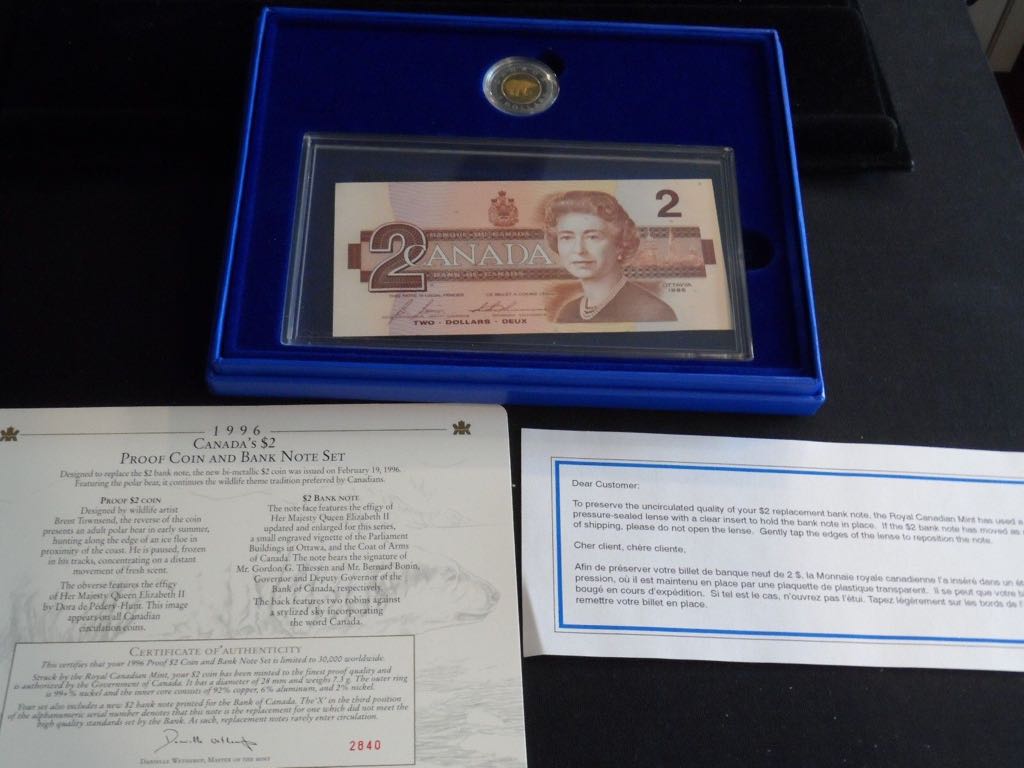 2
BANQUE DU CANADA
2 CANADA
BANK OF CANADA
OTTAWA
1986
THIS NOTE IS LEGAL TENDER
CE BILLET A COURS LÉGAL
TWO · DOLLARS · DEUX
1996
CANADA'S $2
PROOF COIN AND BANK NOTE SET
Designed to replace the $2 bank note, the new bi-metallic $2 coin was issued on February 19, 1996.
Featuring the polar bear, it continues the wildlife theme tradition preferred by Canadians.
PROOF $2 COIN
Designed by wildlife artist
Brent Townsend, the reverse of the coin
presents an adult polar bear in early summer,
hunting along the edge of an ice floe in
proximity of the coast. He is paused, frozen
in his tracks, concentrating on a distant
movement of fresh scent.
The obverse features the effigy
of Her Majesty Queen Elizabeth II
by Dora de Pédery-Hunt. This image
appears on all Canadian
circulation coins.
$2 BANK NOTE
The note face features the effigy of
Her Majesty Queen Elizabeth II
updated and enlarged for this series,
a small engraved vignette of the Parliament
Buildings in Ottawa, and the Coat of Arms
of Canada. The note bears the signature of
Mr. Gordon G. Thiessen and Mr. Bernard Bonin,
Governor and Deputy Governor of the
Bank of Canada, respectively.
The back features two robins against
a stylized sky incorporating
the word Canada.
CERTIFICATE OF AUTHENTICITY
This certifies that your 1996 Proof $2 Coin and Bank Note Set is limited to 30,000 worldwide.
Struck by the Royal Canadian Mint, your $2 coin has been minted to the finest proof quality and
is authorized by the Government of Canada. It has a diameter of 28 mm and weighs 7.3 g. The outer ring
is 99+% nickel and the inner core consists of 92% copper, 6% aluminum, and 2% nickel.
Your set also includes a new $2 bank note printed for the Bank of Canada. The 'X' in the third position
of the alphanumeric serial number denotes that this note is the replacement for one which did not meet the
high quality standards set by the Bank. As such, replacement notes rarely enter circulation.
2840
DANIELLE WETHERUP, MASTER OF THE MINT
Dear Customer:
To preserve the uncirculated quality of your $2 replacement bank note, the Royal Canadian Mint has used a
pressure-sealed lense with a clear insert to hold the bank note in place. If the $2 bank note has moved as
of shipping, please do not open the lense. Gently tap the edges of the lense to reposition the note.
Cher client, chère cliente,
Afin de préserver votre billet de banque neuf de 2 $, la Monnaie royale canadienne l'a inséré dans un
pression, où il est maintenu en place par une plaquette de plastique transparent. Il se peut que votre
bougé en cours d'expédition. Si tel est le cas, n'ouvrez pas l'étui. Tapez légèrement sur les bords de
remettre votre billet en place.